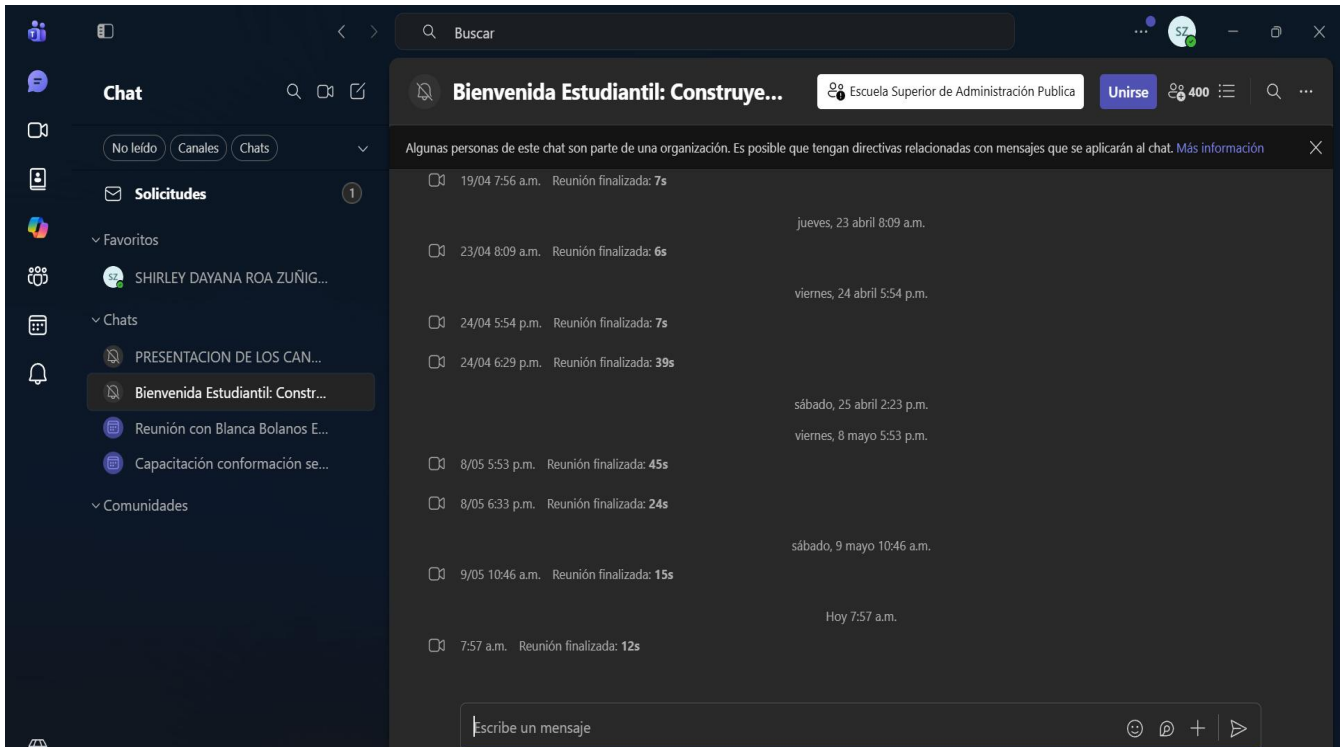 Buscar
SZ
Chat
No leído Canales Chats
Solicitudes 1
Favoritos
SZ SHIRLEY DAYANA ROA ZUÑIG...
Chats
PRESENTACION DE LOS CAN...
Bienvenida Estudiantil: Constr...
Reunión con Blanca Bolanos E...
Capacitación conformación se...
Comunidades
Bienvenida Estudiantil: Construye... Escuela Superior de Administración Publica Unirse 400
Algunas personas de este chat son parte de una organización. Es posible que tengan directivas relacionadas con mensajes que se aplicarán al chat. Más información
19/04 7:56 a.m. Reunión finalizada: 7s
jueves, 23 abril 8:09 a.m.
23/04 8:09 a.m. Reunión finalizada: 6s
viernes, 24 abril 5:54 p.m.
24/04 5:54 p.m. Reunión finalizada: 7s
24/04 6:29 p.m. Reunión finalizada: 39s
sábado, 25 abril 2:23 p.m.
viernes, 8 mayo 5:53 p.m.
8/05 5:53 p.m. Reunión finalizada: 45s
8/05 6:33 p.m. Reunión finalizada: 24s
sábado, 9 mayo 10:46 a.m.
9/05 10:46 a.m. Reunión finalizada: 15s
Hoy 7:57 a.m.
7:57 a.m. Reunión finalizada: 12s
Escribe un mensaje